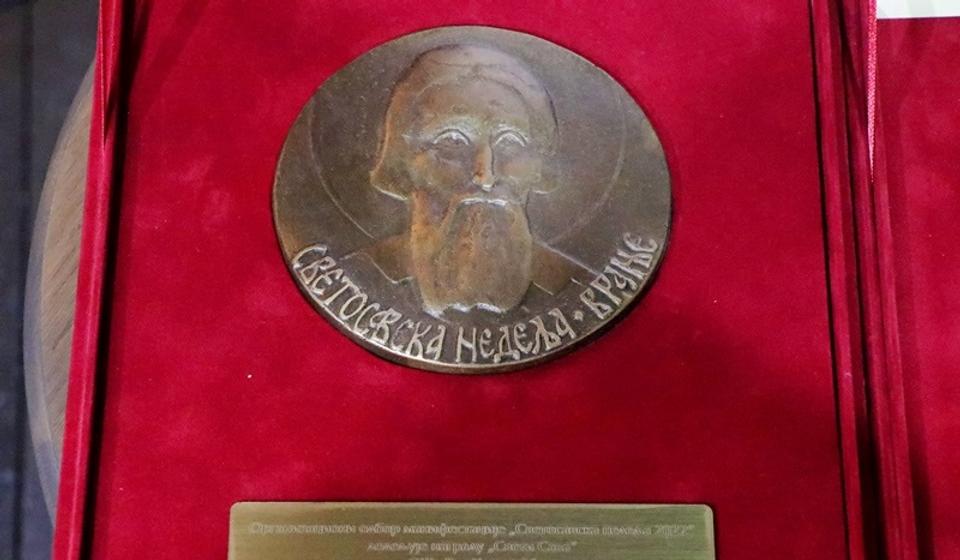 СВЕТОСАВСКА НЕДЕЉА • ВРАЊЕ
Организациони одбор манифестације „Светосавска недеља 2022“
додељује награду „Свети Сава“